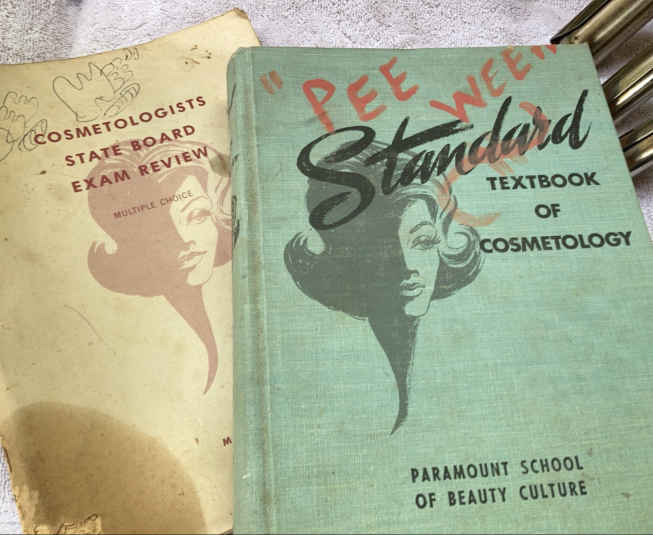 COSMETOLOGISTS
STATE BOARD
EXAM REVIEW
MULTIPLE CHOICE
M
"PEE WEE"
Standard
TEXTBOOK
OF
COSMETOLOGY
PARAMOUNT SCHOOL
OF BEAUTY CULTURE